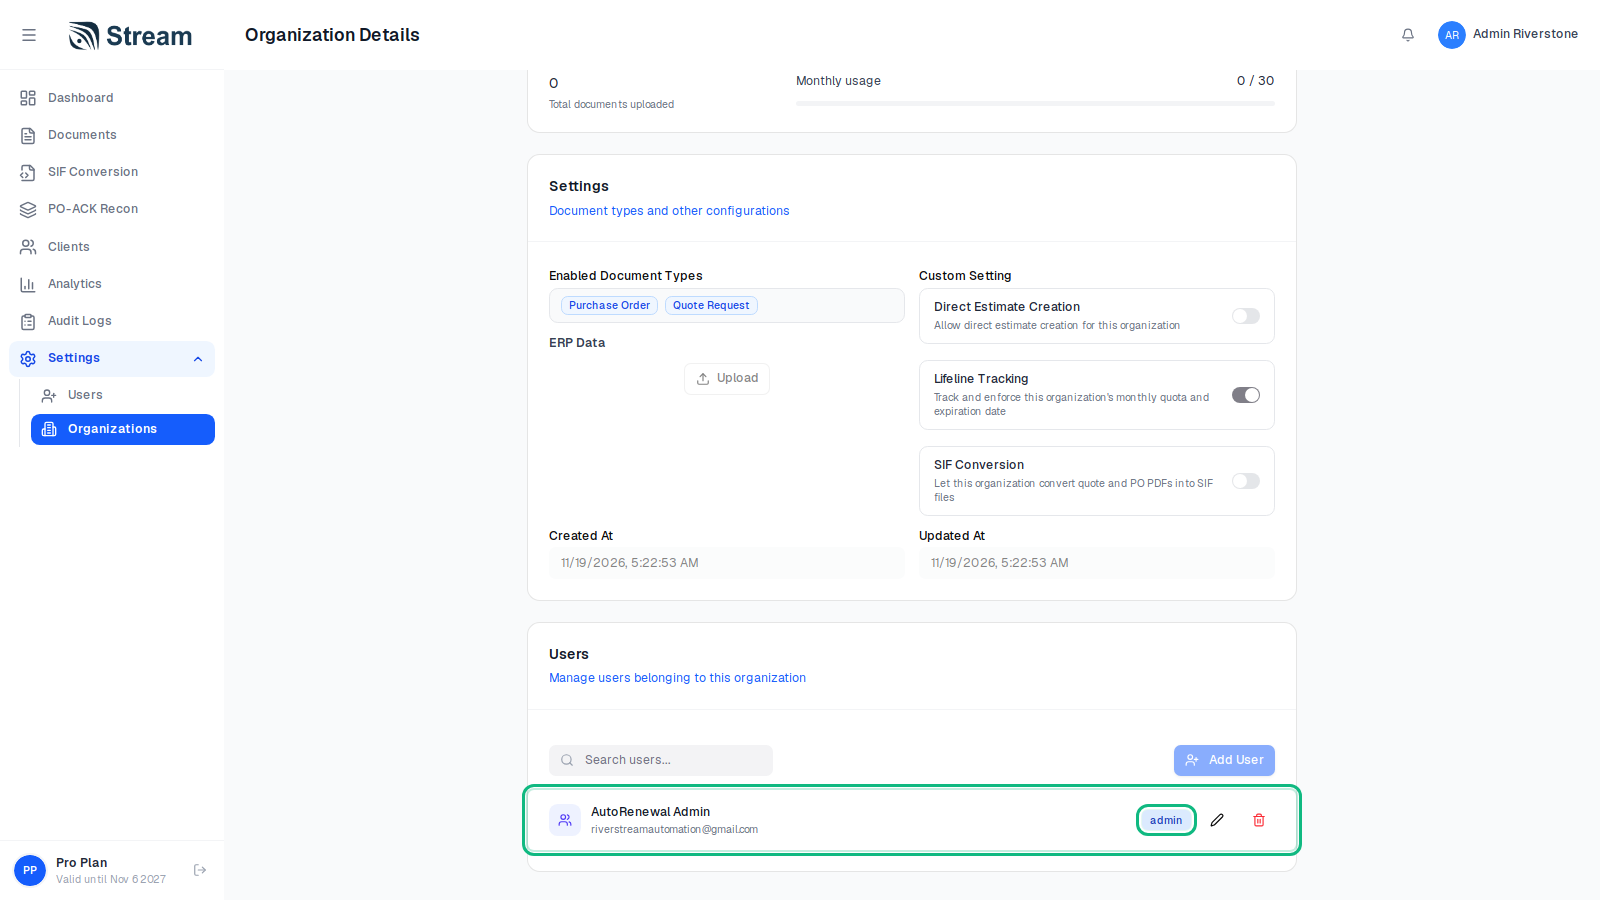 Stream
Organization Details
AR
Admin Riverstone
Dashboard
Documents
SIF Conversion
PO-ACK Recon
Clients
Analytics
Audit Logs
Settings
Users
Organizations
PP
Pro Plan
Valid until Nov 6 2027
0
Total documents uploaded
Monthly usage
0 / 30
Settings
Document types and other configurations
Enabled Document Types
Purchase Order
Quote Request
ERP Data
Upload
Custom Setting
Direct Estimate Creation
Allow direct estimate creation for this organization
Lifeline Tracking
Track and enforce this organization's monthly quota and
expiration date
SIF Conversion
Let this organization convert quote and PO PDFs into SIF
files
Created At
11/19/2026, 5:22:53 AM
Updated At
11/19/2026, 5:22:53 AM
Users
Manage users belonging to this organization
Search users...
Add User
AutoRenewal Admin
riverstreamautomation@gmail.com
admin